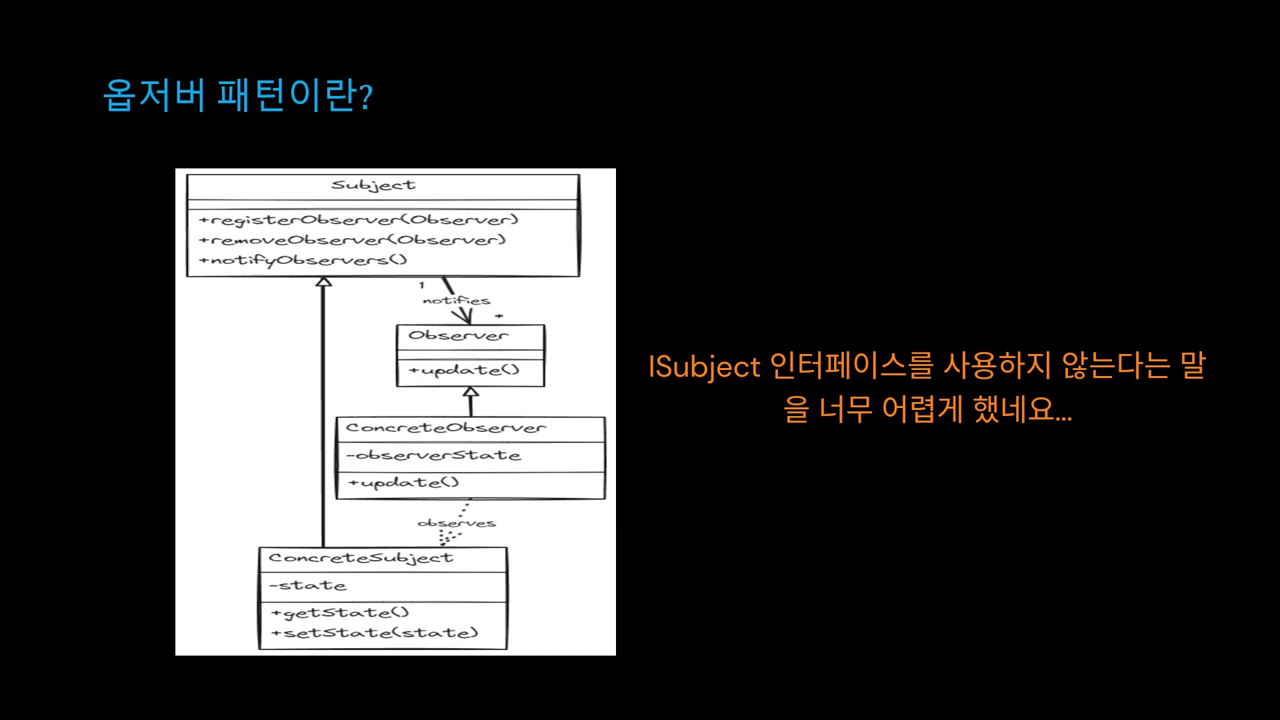 옵저버 패턴이란?
Subject
+registerObserver(Observer)
+removeObserver(Observer)
+notifyObservers()
1
notifies
*
Observer
+update()
ConcreteObserver
-observerState
+update()
observes
ConcreteSubject
-state
+getState()
+setState(state)
ISubject 인터페이스를 사용하지 않는다는 말
을 너무 어렵게 했네요...